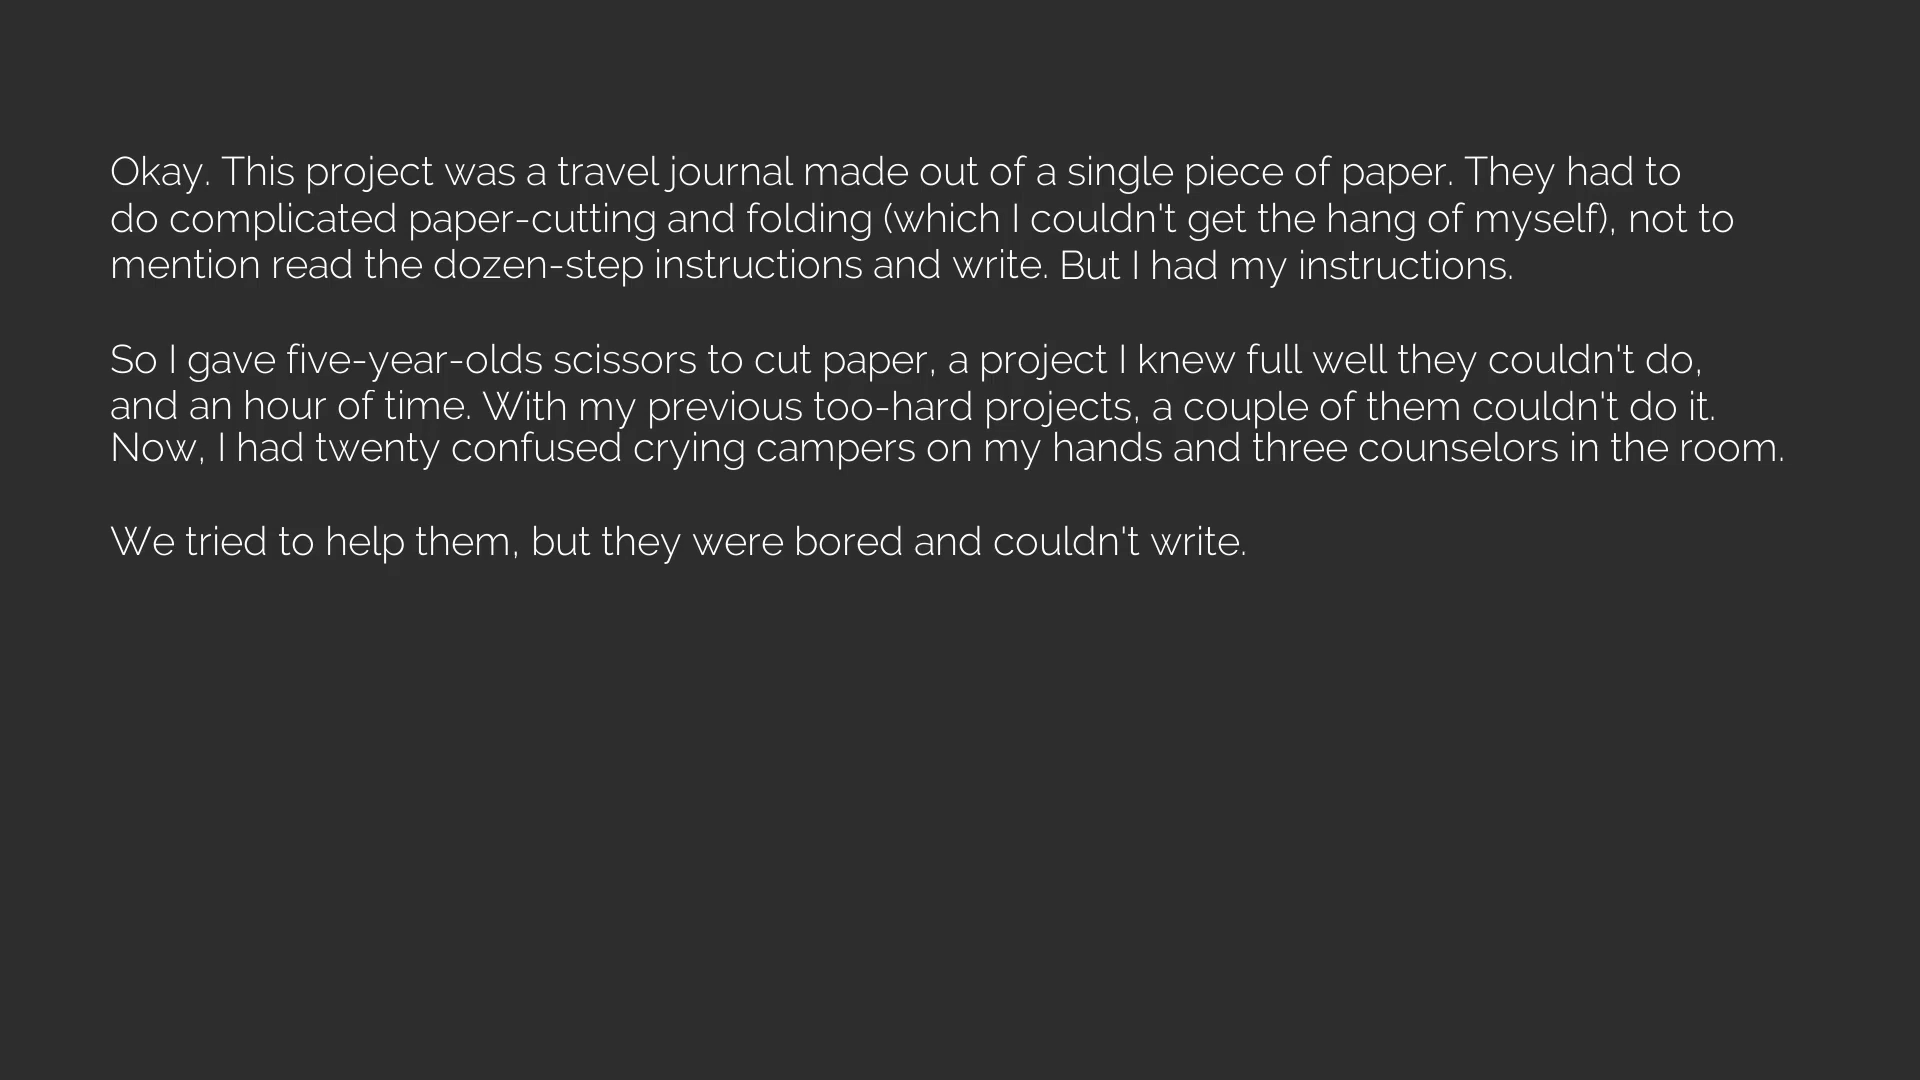 Okay. This project was a travel journal made out of a single piece of paper. They had to
do complicated paper-cutting and folding (which I couldn't get the hang of myself), not to
mention read the dozen-step instructions and write. But I had my instructions.
So I gave five-year-olds scissors to cut paper, a project I knew full well they couldn't do,
and an hour of time. With my previous too-hard projects, a couple of them couldn't do it.
Now, I had twenty confused crying campers on my hands and three counselors in the room.
We tried to help them, but they were bored and couldn't write.